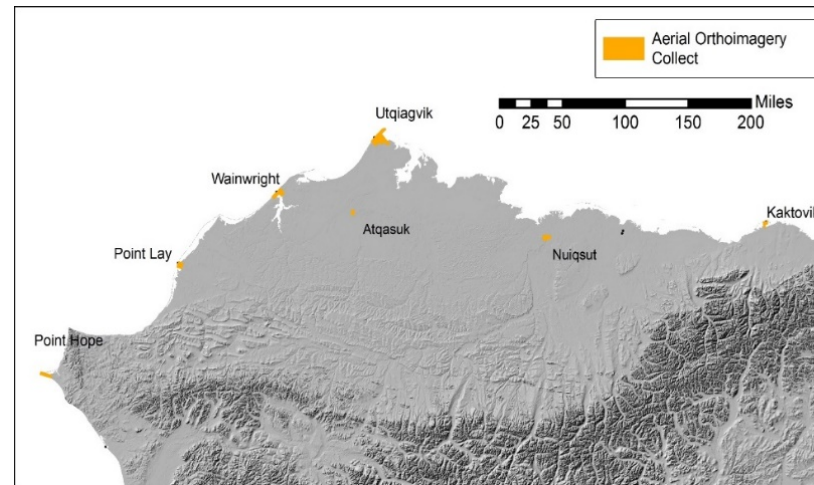 Aerial Orthoimagery
Collect
Miles
0 25 50 100 150 200
Utqiagvik
Wainwright
Kaktovik
Atqasuk
Point Lay
Nuiqsut
Point Hope